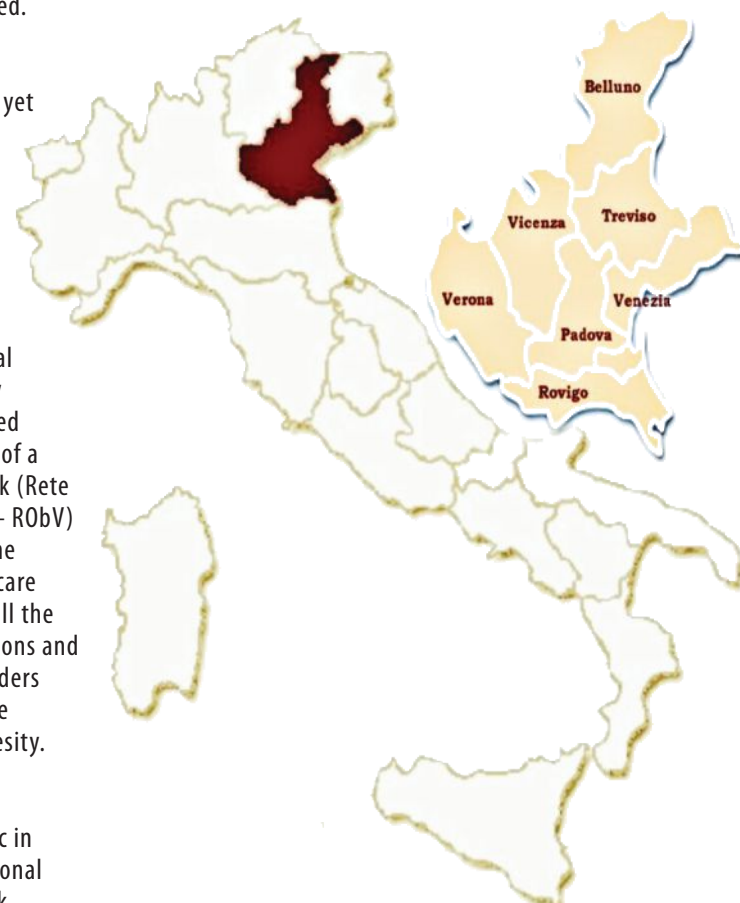 ed.
yet
al
ed
of a
k (Rete
- RObV)
ne
care
ll the
ons and
ders
e
esity.
c in
onal
Belluno
Vicenza
Treviso
Verona
Venezia
Padova
Rovigo